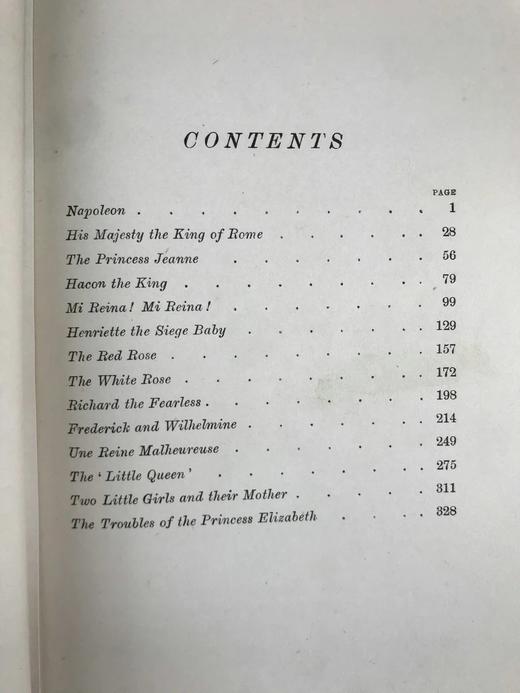 CONTENTS
PAGE
Napoleon . . . . . . . . . . 1
His Majesty the King of Rome . . . . . . 28
The Princess Jeanne . . . . . . . 56
Hacon the King . . . . . . . . 79
Mi Reina! Mi Reina! . . . . . . . 99
Henriette the Siege Baby . . . . . . . 129
The Red Rose . . . . . . . . 157
The White Rose . . . . . . . . 172
Richard the Fearless . . . . . . . . 198
Frederick and Wilhelmine . . . . . . . 214
Une Reine Malheureuse . . . . . . . 249
The ‘Little Queen’ . . . . . . . 275
Two Little Girls and their Mother . . . . . 311
The Troubles of the Princess Elizabeth . . . . 328